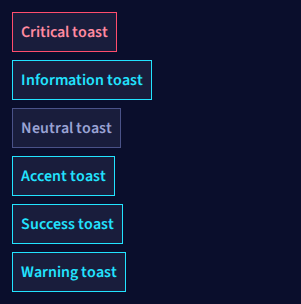 Critical toast
Information toast
Neutral toast
Accent toast
Success toast
Warning toast